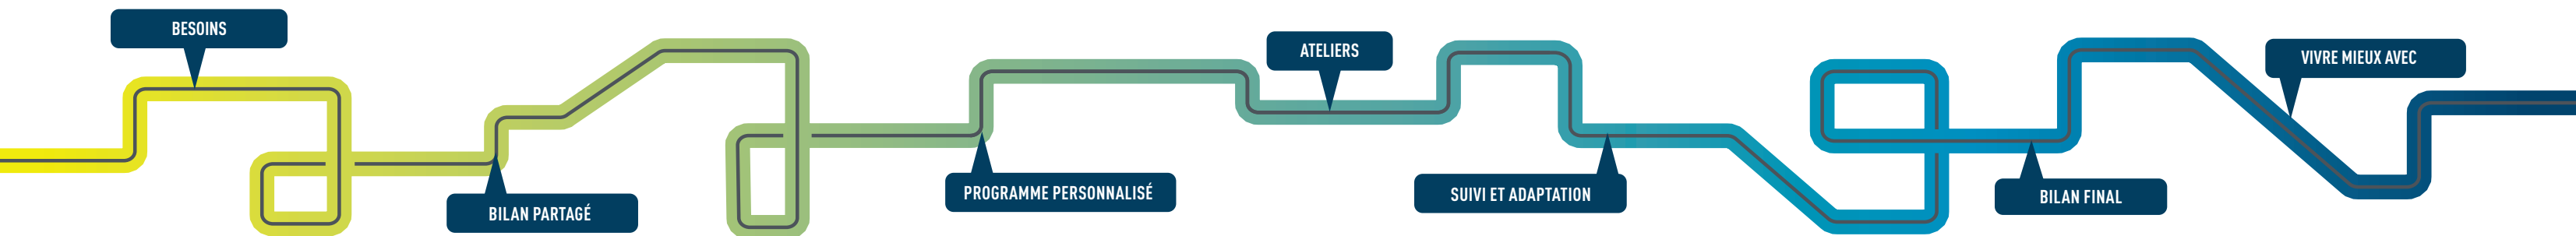 BESOINS
BILAN PARTAGÉ
PROGRAMME PERSONNALISÉ
ATELIERS
SUIVI ET ADAPTATION
BILAN FINAL
VIVRE MIEUX AVEC